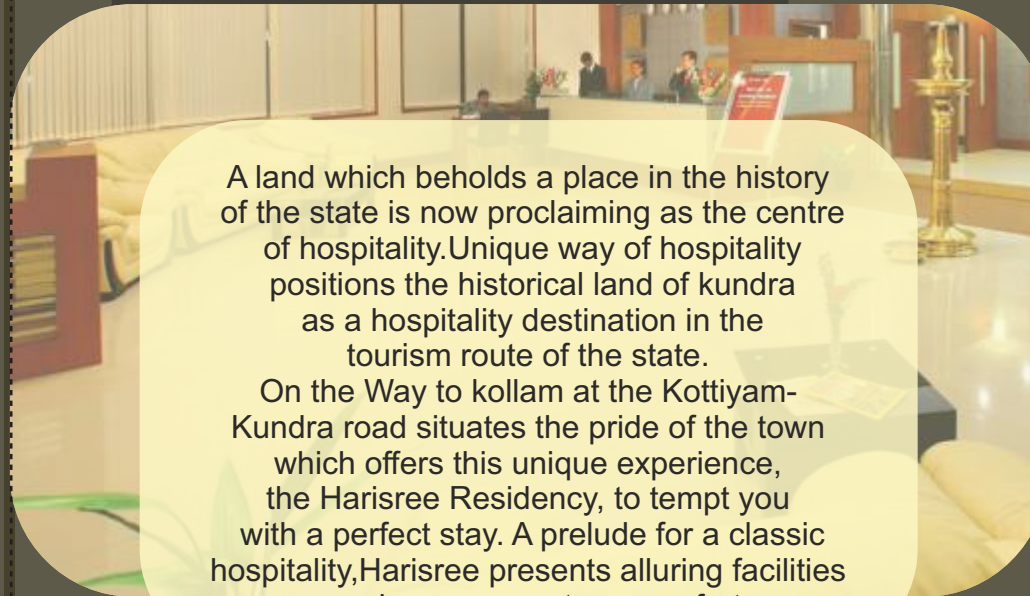 A land which beholds a place in the history
of the state is now proclaiming as the centre
of hospitality.Unique way of hospitality
positions the historical land of kundra
as a hospitality destination in the
tourism route of the state.
On the Way to kollam at the Kottiyam-
Kundra road situates the pride of the town
which offers this unique experience,
the Harisree Residency, to tempt you
with a perfect stay. A prelude for a classic
hospitality,Harisree presents alluring facilities